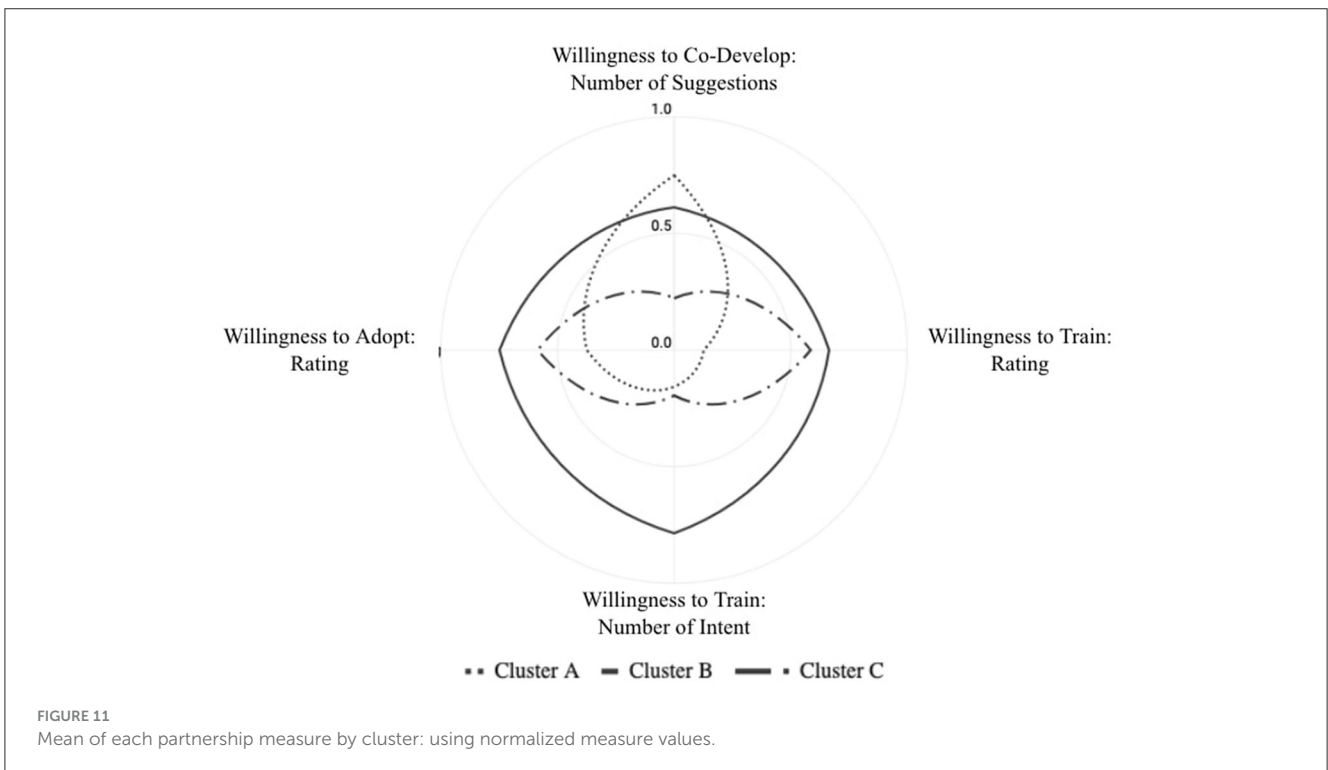 Willingness to Co-Develop:
Number of Suggestions
1.0
0.5
Willingness to Adopt:
Rating
0.0
Willingness to Train:
Rating
Willingness to Train:
Number of Intent
Cluster A Cluster B Cluster C
FIGURE 11
Mean of each partnership measure by cluster: using normalized measure values.